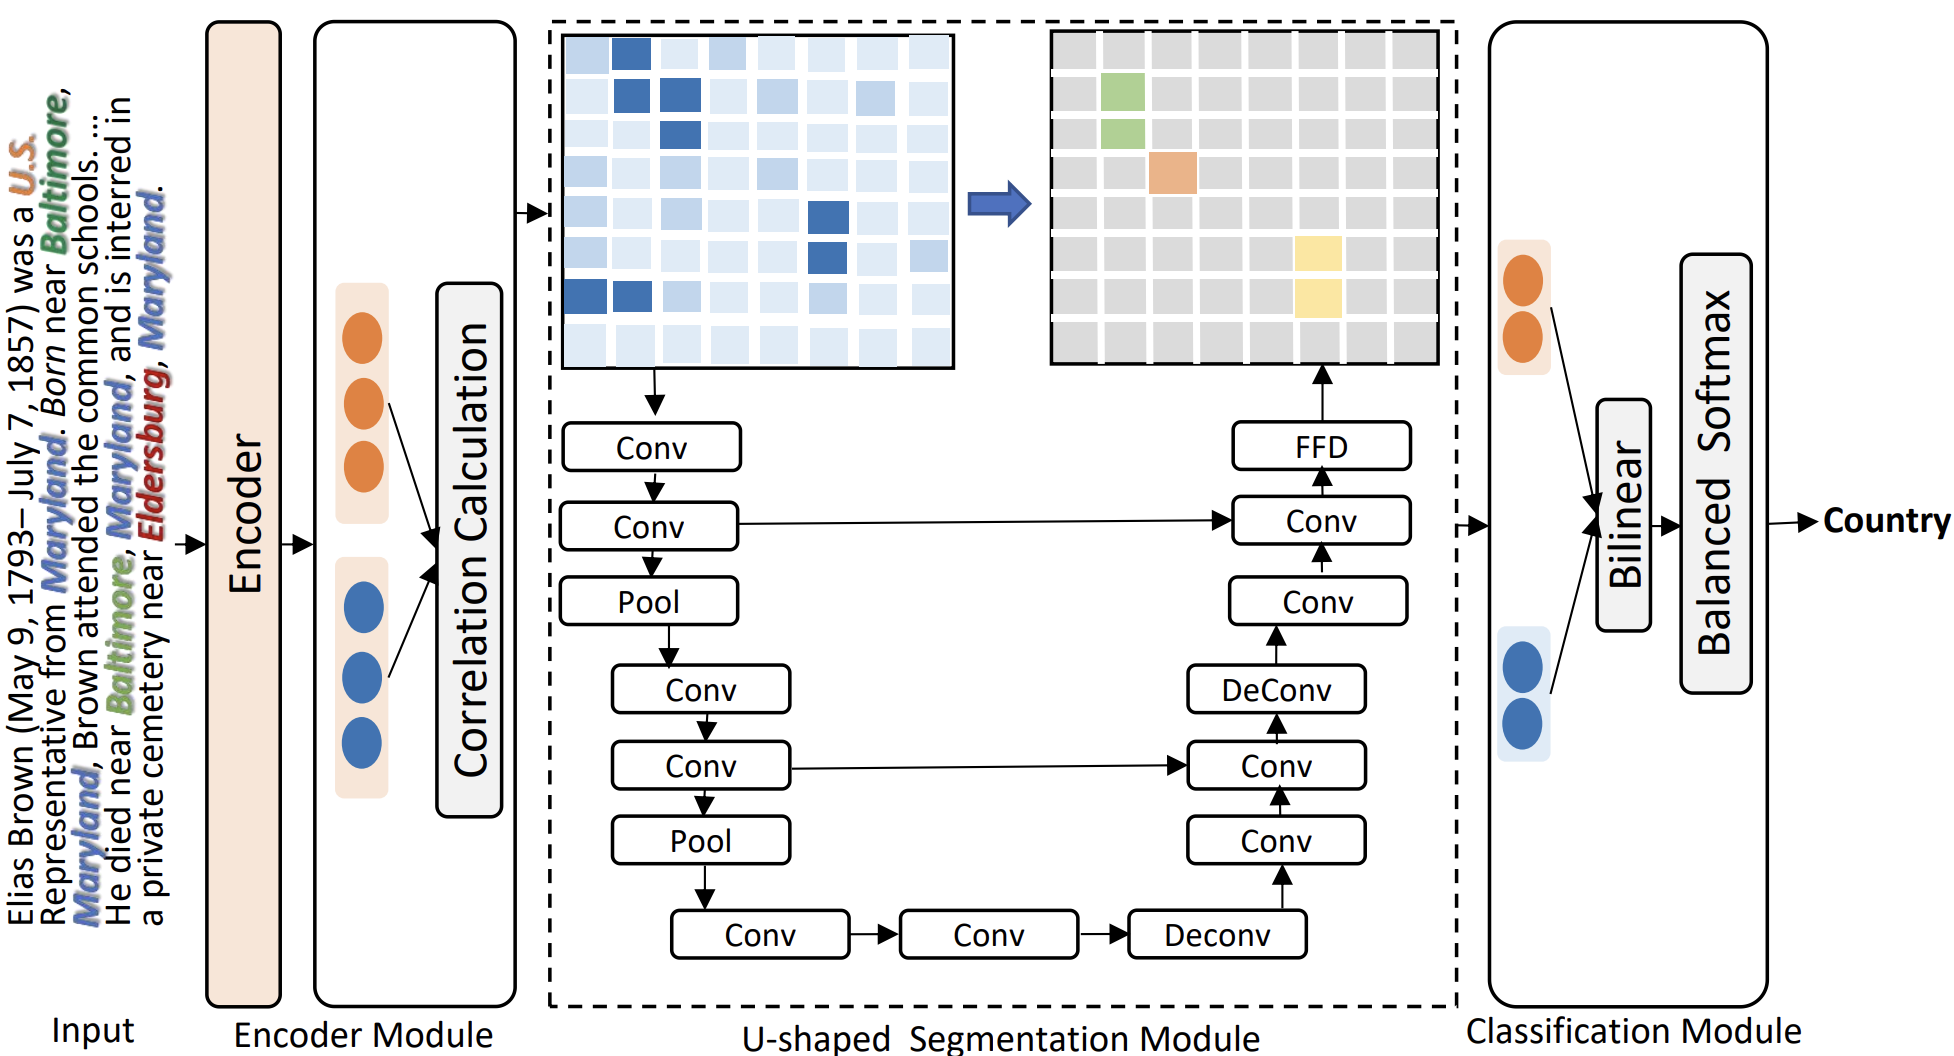 Elias Brown (May 9, 1793– July 7, 1857) was a U.S.
Representative from Maryland. Born near Baltimore,
Maryland, Brown attended the common schools. ...
He died near Baltimore, Maryland, and is interred in
a private cemetery near Eldersburg, Maryland.
Input
Encoder
Correlation Calculation
Encoder Module
Conv
Conv
Pool
Conv
Conv
Pool
Conv
Conv
Deconv
Conv
Conv
DeConv
Conv
Conv
FFD
U-shaped Segmentation Module
Bilinear
Balanced Softmax
Classification Module
Country